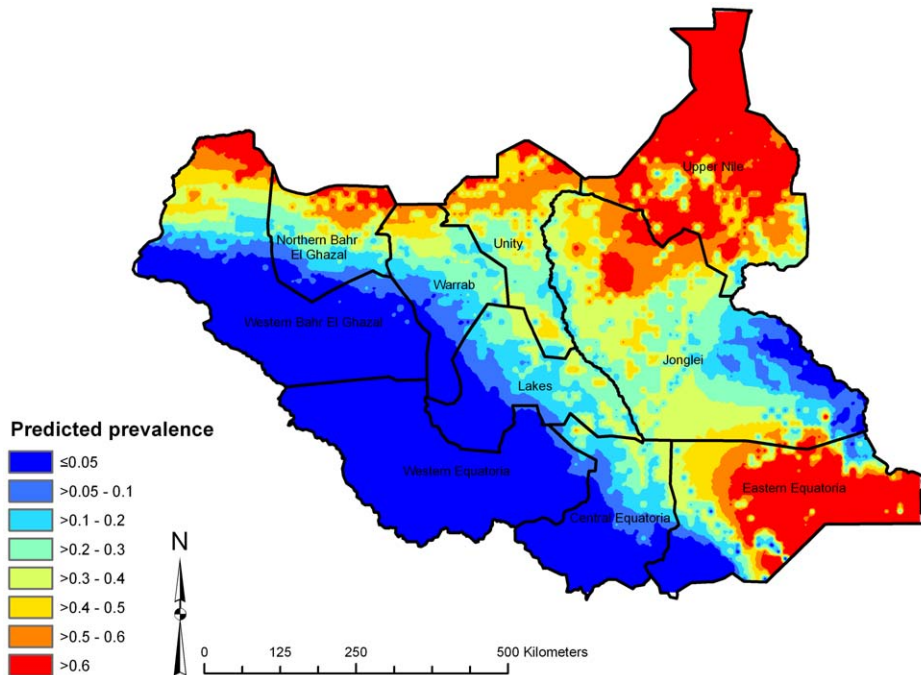 Upper Nile
Northern Bahr
El Ghazal
Unity
Warrab
Western Bahr El Ghazal
Jonglei
Lakes
Western Equatoria
Eastern Equatoria
Central Equatoria
Predicted prevalence
≤0.05
>0.05 - 0.1
>0.1 - 0.2
>0.2 - 0.3
>0.3 - 0.4
>0.4 - 0.5
>0.5 - 0.6
>0.6
N
0 125 250 500 Kilometers